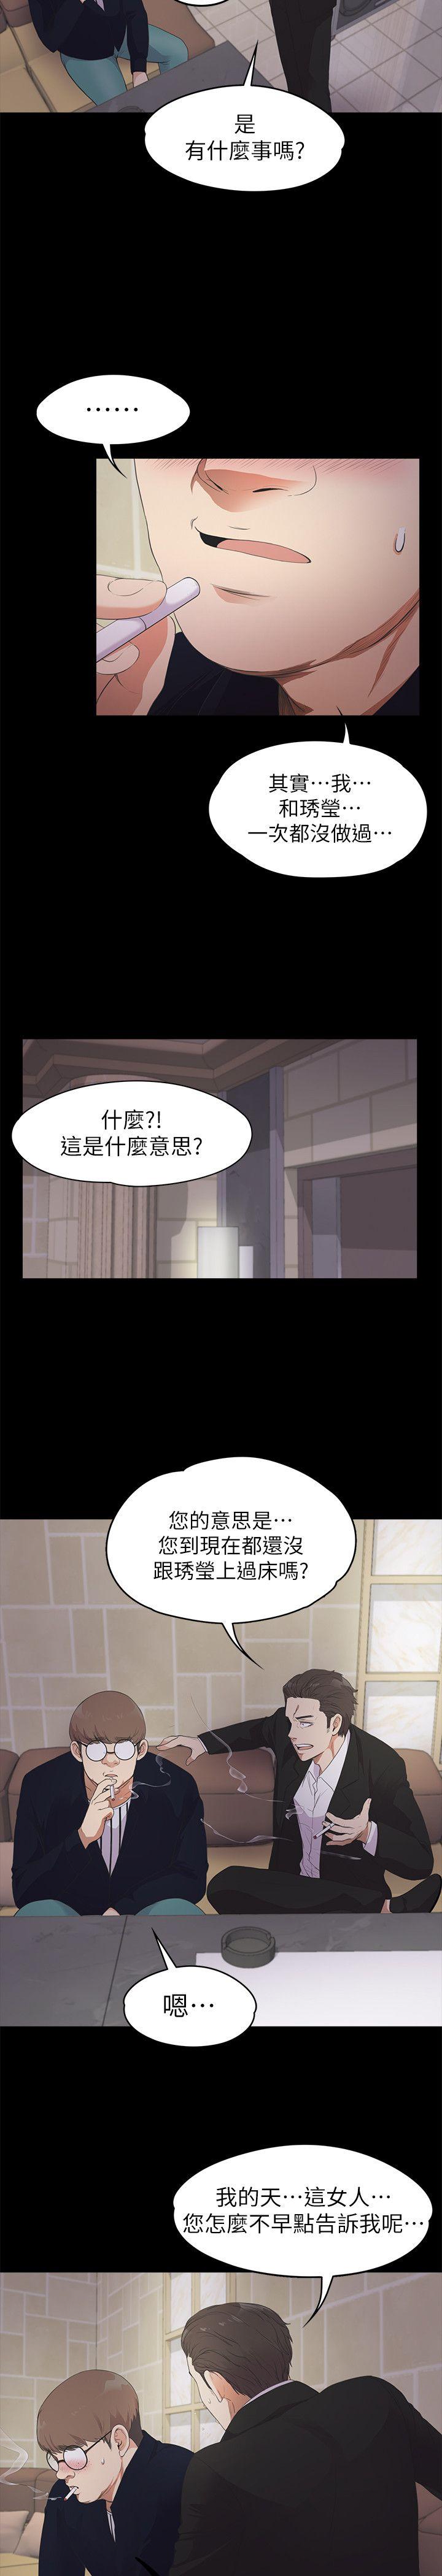 是
有什麼事嗎?
⋯⋯
其實⋯我⋯
和琇瑩⋯
一次都沒做過⋯
什麼?!
這是什麼意思?
您的意思是⋯
您到現在都還沒
跟琇瑩上過床嗎?
嗯⋯
我的天⋯這女人⋯
您怎麼不早點告訴我呢⋯